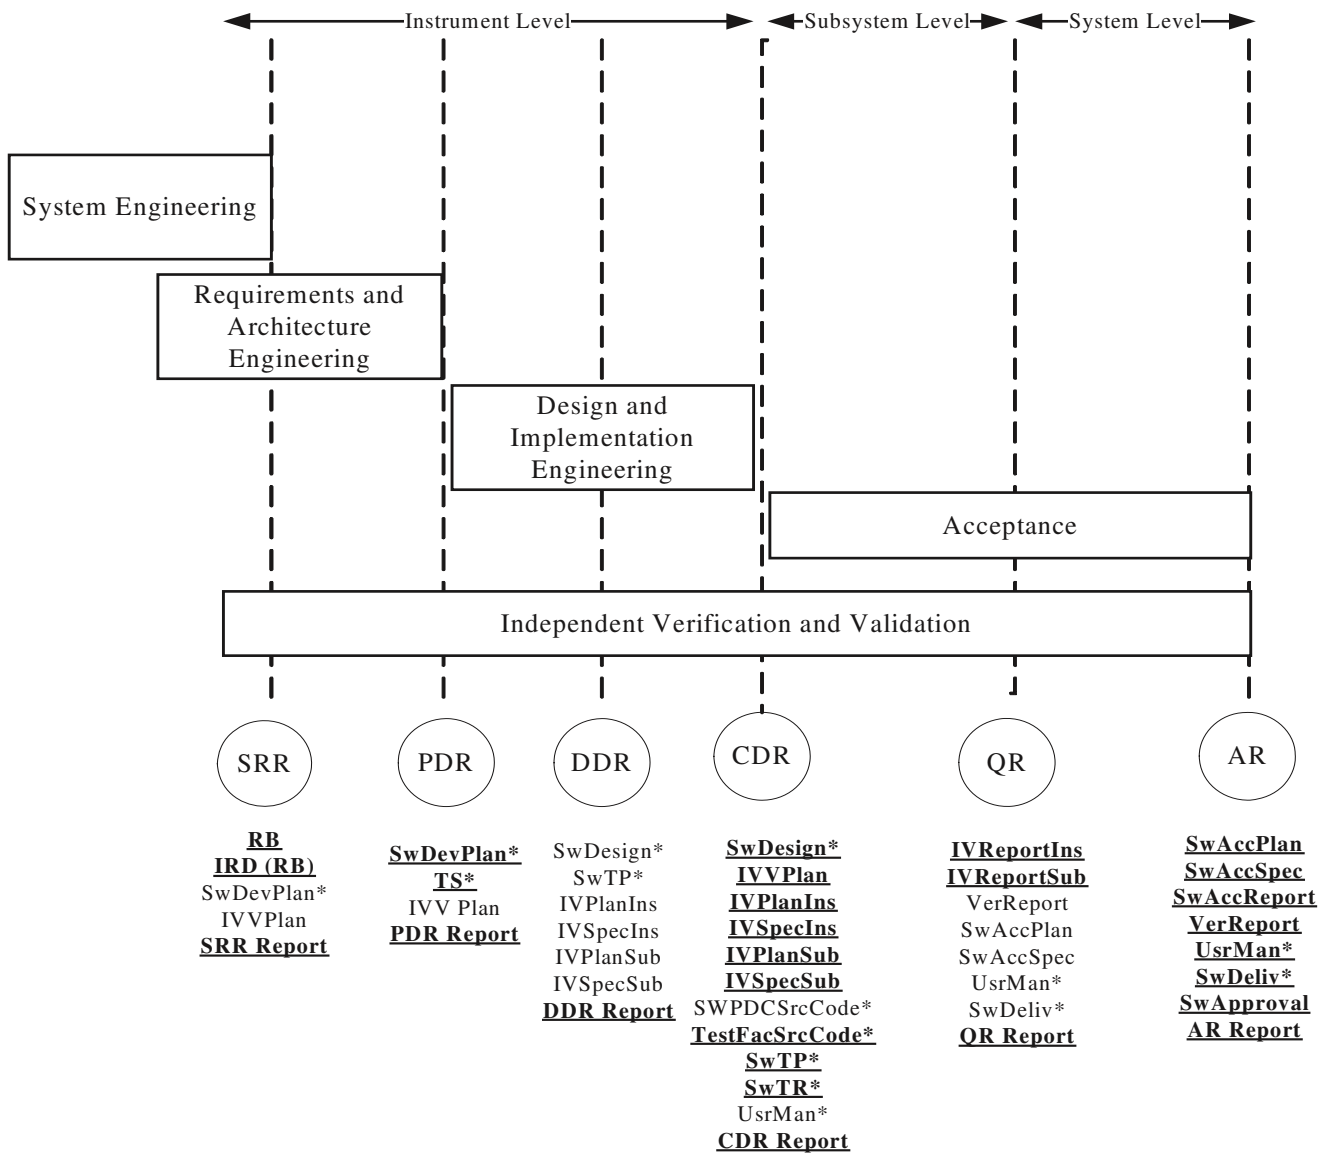 Instrument Level
Subsystem Level
System Level
System Engineering
Requirements and
Architecture
Engineering
Design and
Implementation
Engineering
Acceptance
Independent Verification and Validation
SRR
PDR
DDR
CDR
QR
AR
RB
IRD (RB)
SwDevPlan*
IVVPlan
SRR Report
SwDevPlan*
TS*
IVV Plan
PDR Report
SwDesign*
SwTP*
IVPlanIns
IVSpecIns
IVPlanSub
IVSpecSub
DDR Report
SwDesign*
IVVPlan
IVPlanIns
IVSpecIns
IVPlanSub
IVSpecSub
SWPDCSrcCode*
TestFacSrcCode*
SwTP*
SwTR*
UsrMan*
CDR Report
IVReportIns
IVReportSub
VerReport
SwAccPlan
SwAccSpec
UsrMan*
SwDeliv*
QR Report
SwAccPlan
SwAccSpec
SwAccReport
VerReport
UsrMan*
SwDeliv*
SwApproval
AR Report